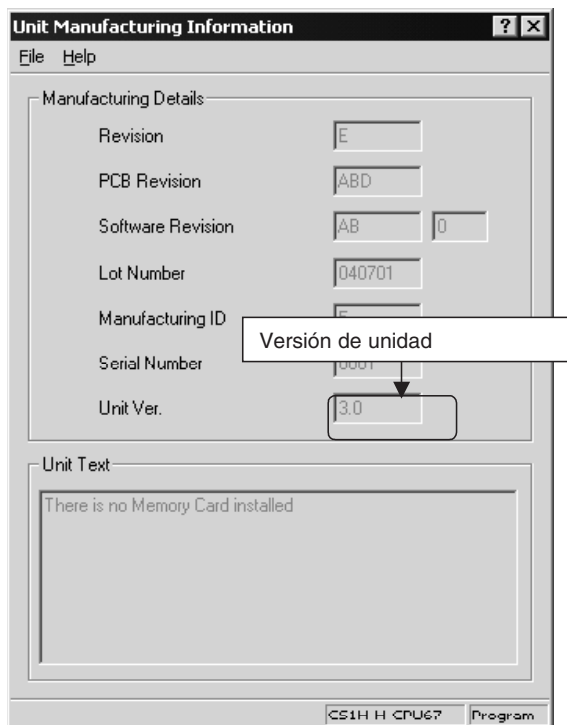 Unit Manufacturing Information
File Help
Manufacturing Details
Revision E
PCB Revision ABD
Software Revision AB 0
Lot Number 040701
Manufacturing ID
Versión de unidad
Serial Number 0001
Unit Ver. 3.0
Unit Text
There is no Memory Card installed
CS1H-H CPU67 Program